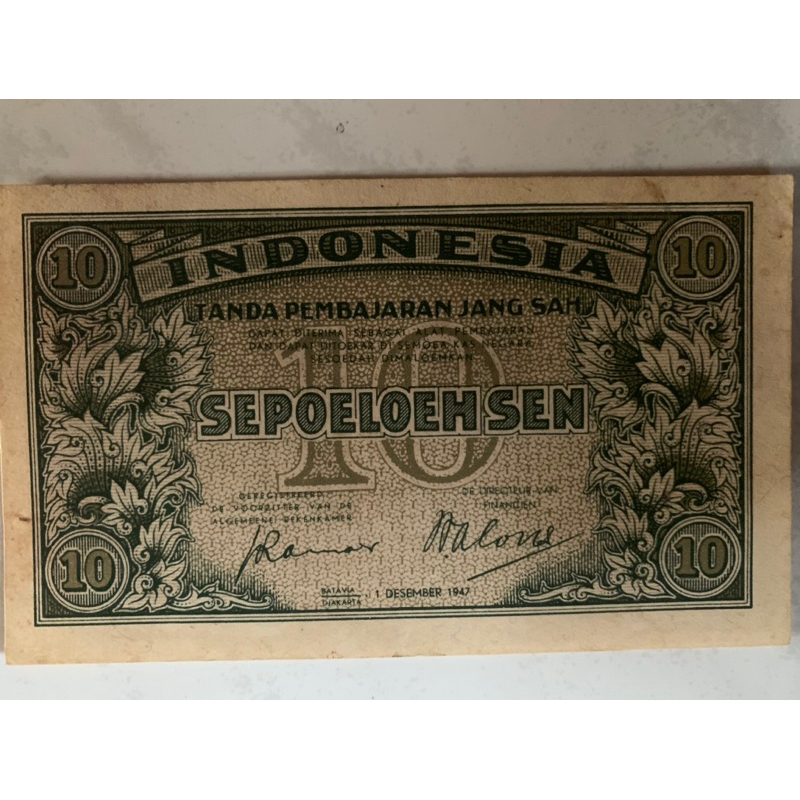 10 INDONESIA 10
TANDA PEMBAJARAN JANG SAH
DAPAT DITERIMA SEBAGAI ALAT PEMBAJARAN
DAN DAPAT DITOEKAR DI SEMOEA KAS NEGARA,
SESOEDAH DIMALOEMKAN.
10
SEPOELOEH SEN
GEREGISTREERD
DE VOORZITTER VAN DE
ALGEMEENE REKENKAMER
DE DIRECTEUR VAN
FINANCIËN
10 10
BATAVIA
DJAKARTA, 1 DESEMBER 1947